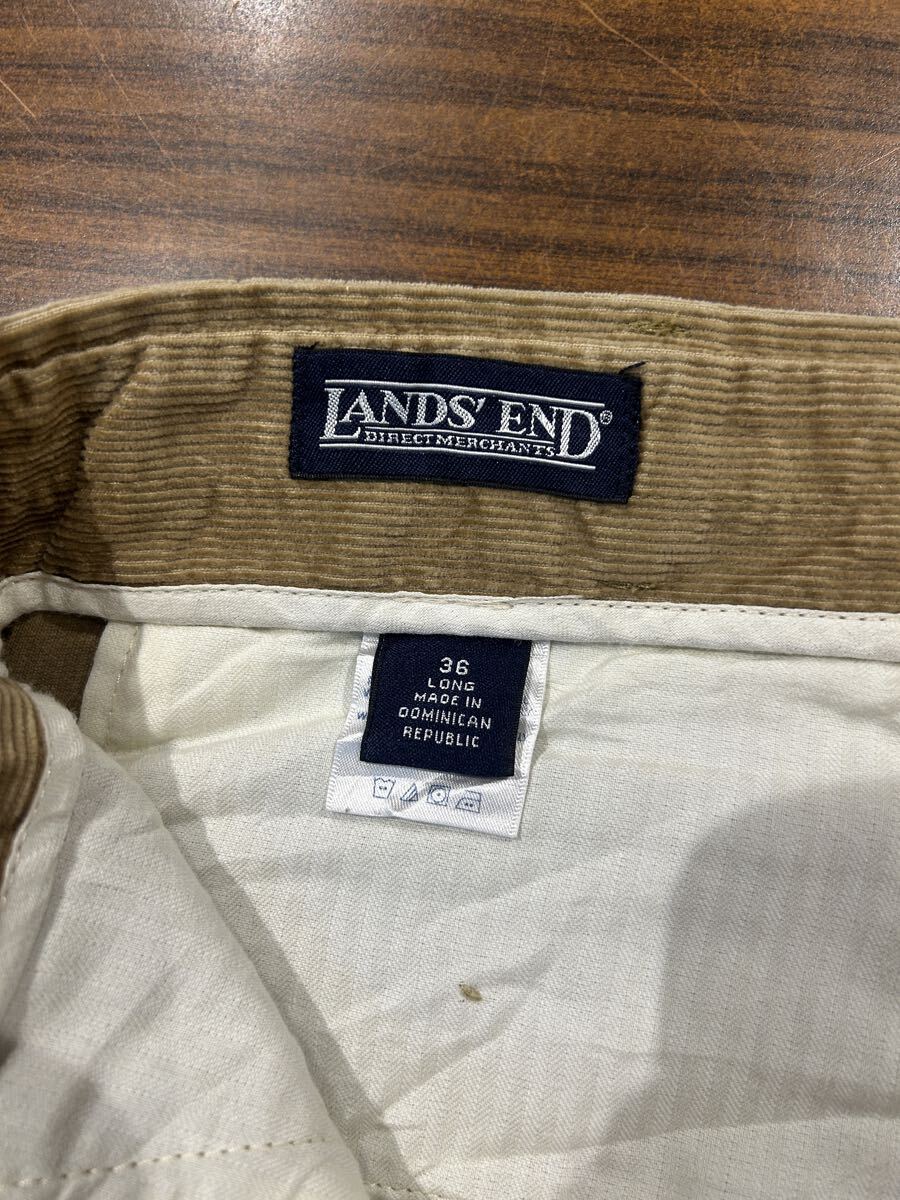 LANDS' END®
DIRECT MERCHANTS
36
LONG
MADE IN
DOMINICAN
REPUBLIC